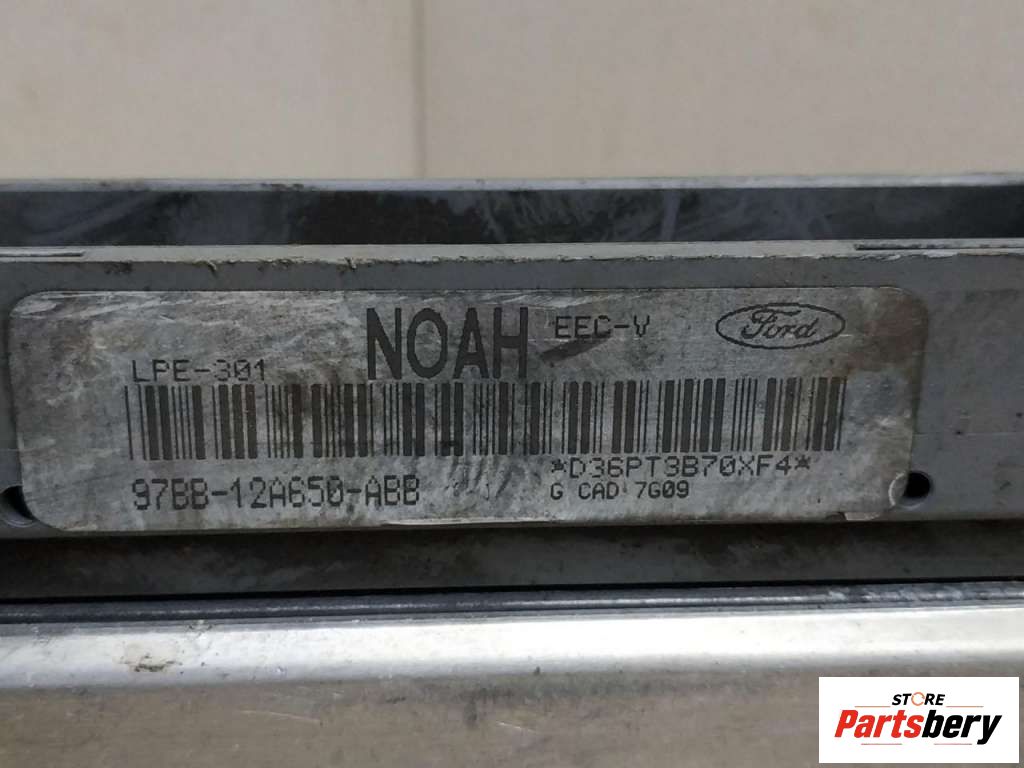 NOAH EEC-V Ford
LPE-301
*D36PT3B70XF4*
97BB-12A650-ABB G CAD 7G09
STORE
Partsbery